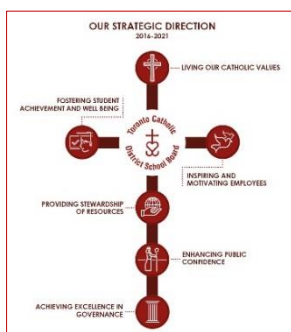 OUR STRATEGIC DIRECTION
2016-2021
LIVING OUR CATHOLIC VALUES
FOSTERING STUDENT
ACHIEVEMENT AND WELL BEING
Toronto Catholic
District School Board
INSPIRING AND
MOTIVATING EMPLOYEES
PROVIDING STEWARDSHIP
OF RESOURCES
ENHANCING PUBLIC
CONFIDENCE
ACHIEVING EXCELLENCE IN
GOVERNANCE